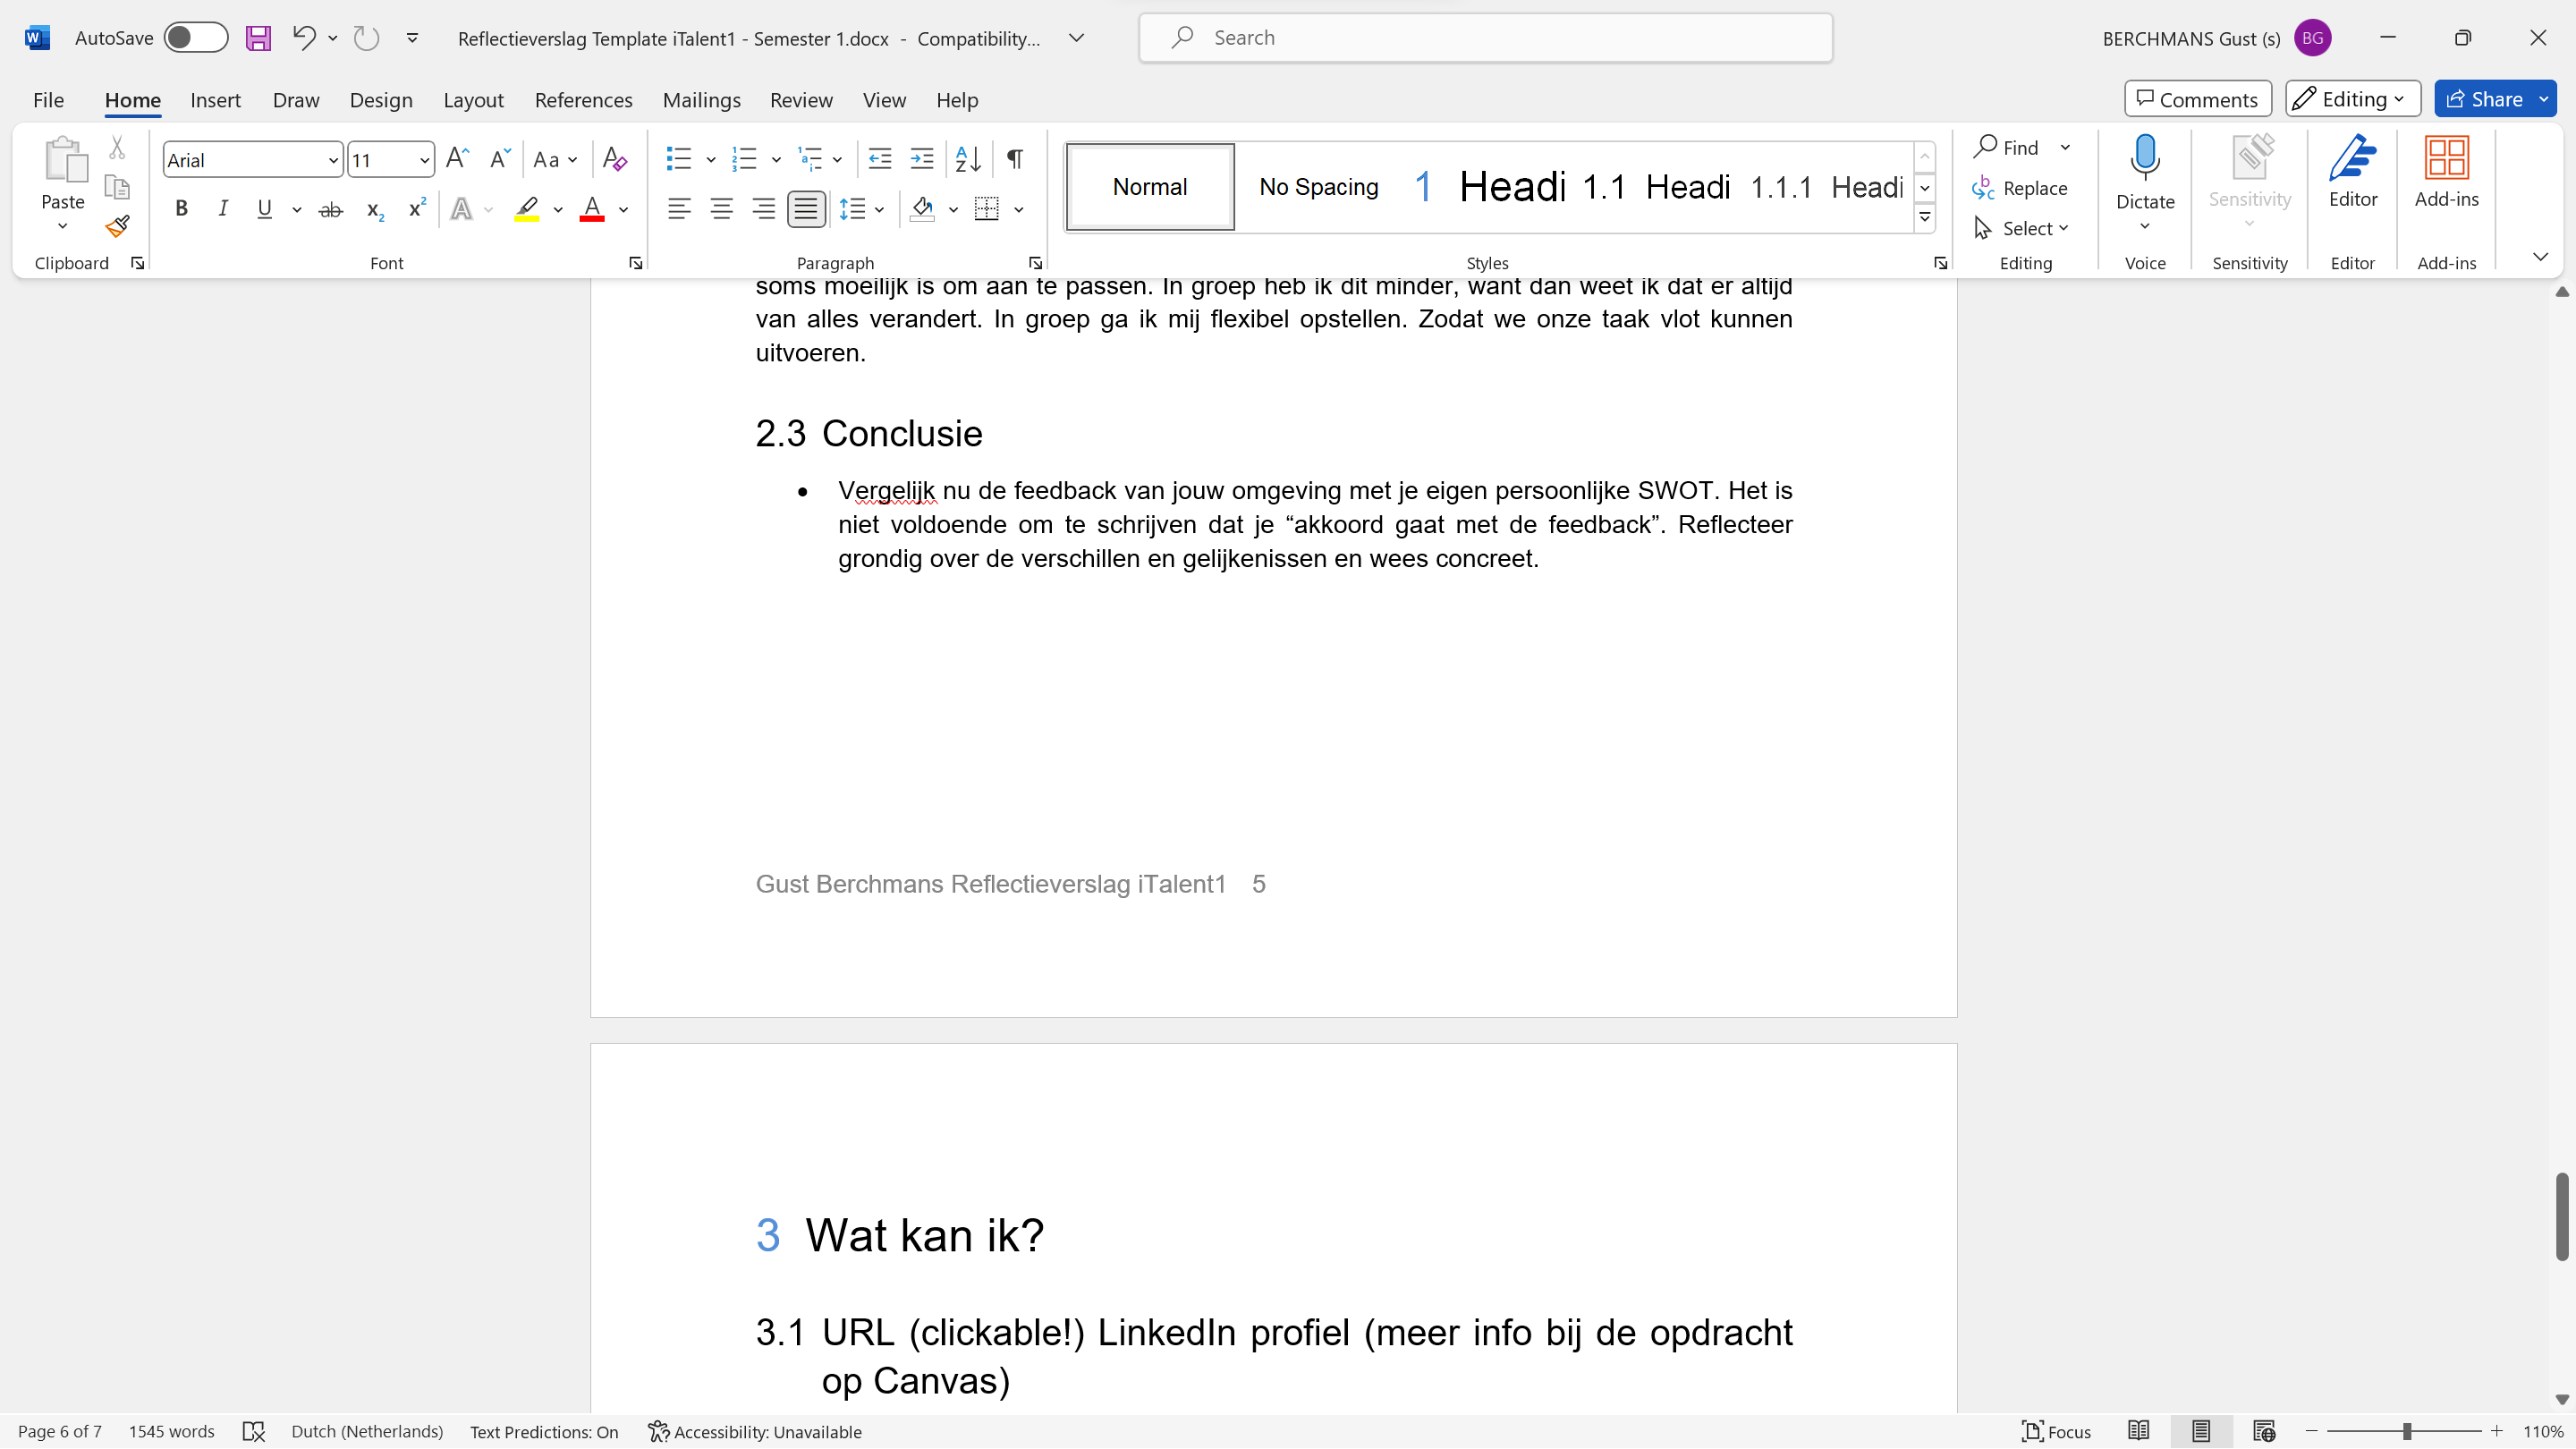 AutoSave
Reflectieverslag Template iTalent1 - Semester 1.docx - Compatibility...
Search
BERCHMANS Gust (s)
BG
File Home Insert Draw Design Layout References Mailings Review View Help
Comments Editing Share
Paste
Clipboard
Arial 11
Font
Paragraph
Normal No Spacing 1 Headi 1.1 Headi 1.1.1 Headi
Styles
Find
Replace
Select
Editing
Dictate
Voice
Sensitivity
Sensitivity
Editor
Editor
Add-ins
Add-ins
soms moeilijk is om aan te passen. In groep heb ik dit minder, want dan weet ik dat er altijd
van alles verandert. In groep ga ik mij flexibel opstellen. Zodat we onze taak vlot kunnen
uitvoeren.
2.3 Conclusie
• Vergelijk nu de feedback van jouw omgeving met je eigen persoonlijke SWOT. Het is
niet voldoende om te schrijven dat je “akkoord gaat met de feedback”. Reflecteer
grondig over de verschillen en gelijkenissen en wees concreet.
Gust Berchmans Reflectieverslag iTalent1 5
3 Wat kan ik?
3.1 URL (clickable!) LinkedIn profiel (meer info bij de opdracht
op Canvas)
Page 6 of 7 1545 words Dutch (Netherlands) Text Predictions: On Accessibility: Unavailable Focus 110%